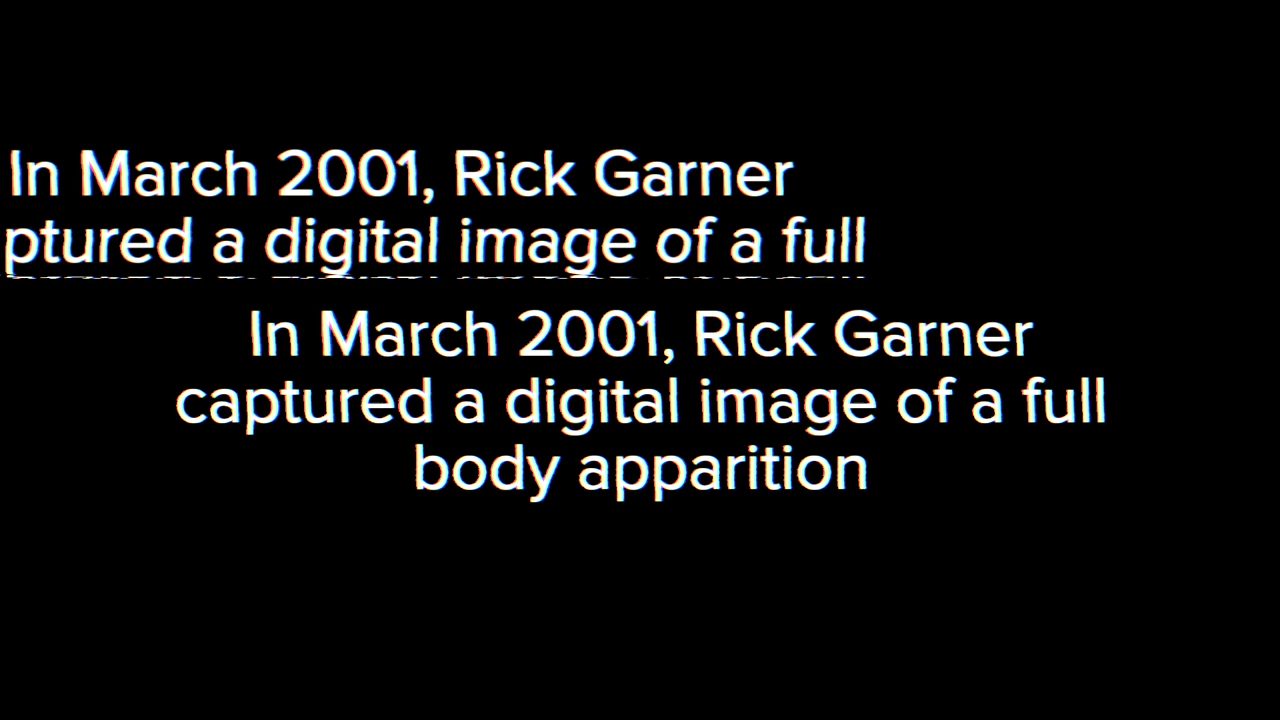 In March 2001, Rick Garner
ptured a digital image of a full
In March 2001, Rick Garner
captured a digital image of a full
body apparition